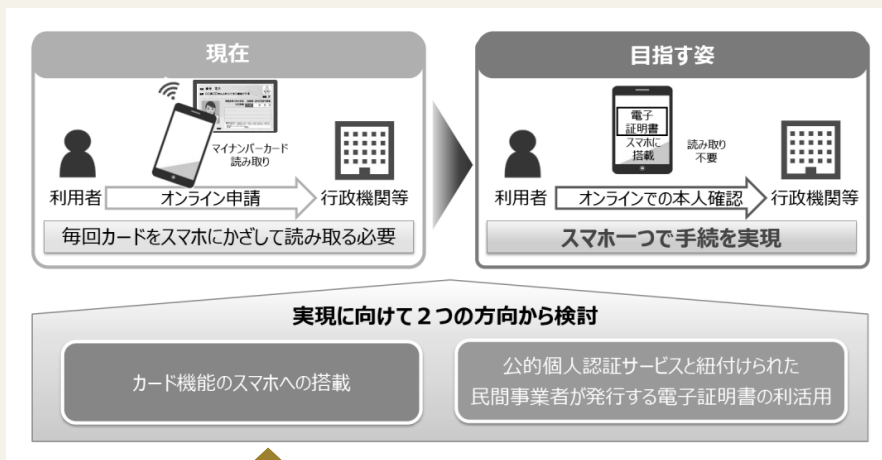 現在
マイナンバーカード
読み取り
利用者
オンライン申請
行政機関等
毎回カードをスマホにかざして読み取る必要
目指す姿
電子
証明書
スマホに
搭載
読み取り
不要
利用者
オンラインでの本人確認
行政機関等
スマホ一つで手続を実現
実現に向けて２つの方向から検討
カード機能のスマホへの搭載
公的個人認証サービスと紐付けられた
民間事業者が発行する電子証明書の利活用